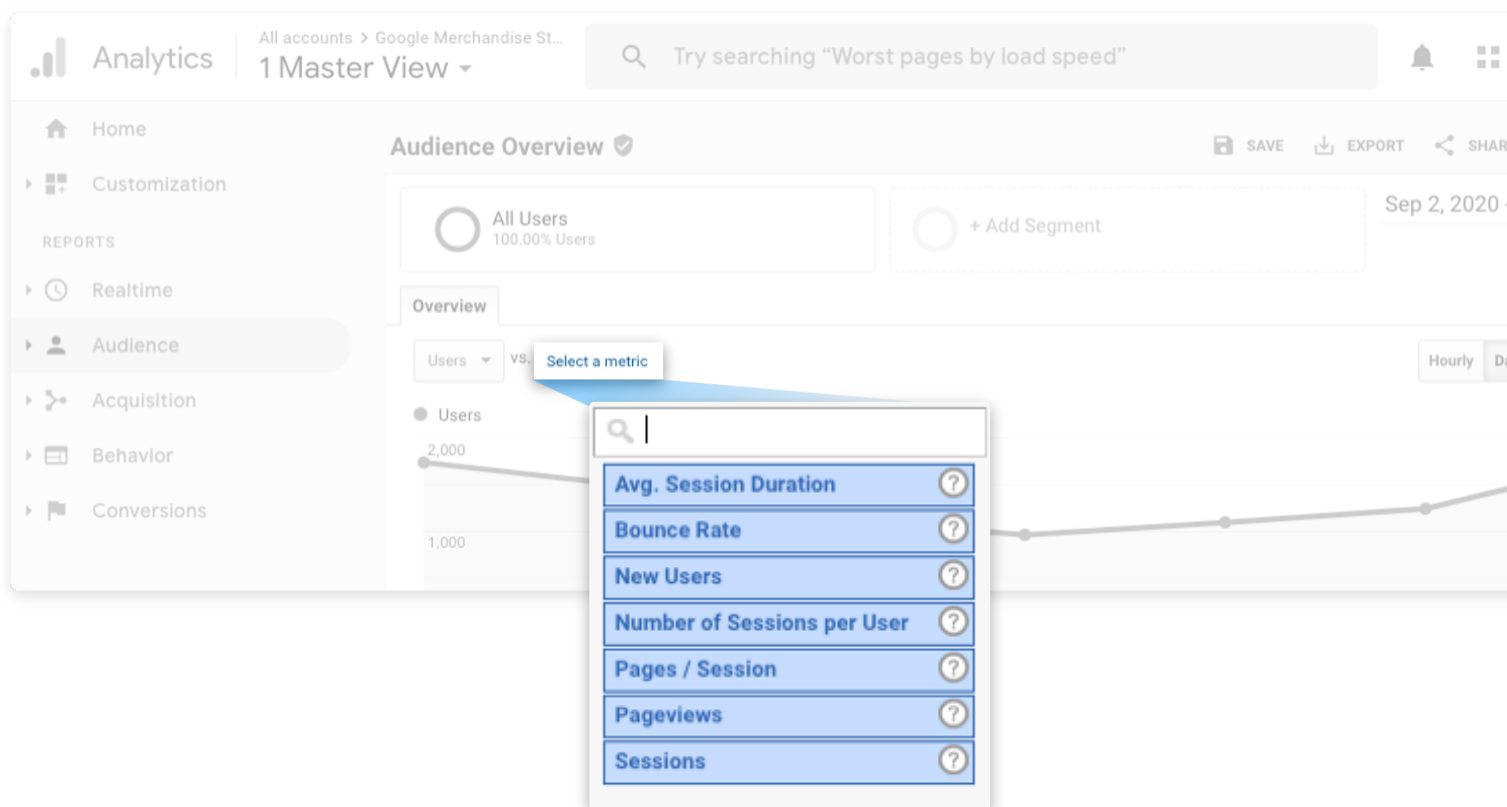 Analytics
All accounts > Google Merchandise St...
1 Master View
Try searching “Worst pages by load speed”
Home
Customization
REPORTS
Realtime
Audience
Acquisition
Behavior
Conversions
Audience Overview
SAVE
EXPORT
All Users
100.00% Users
+ Add Segment
Sep 2, 2020
Overview
Users
vs.
Select a metric
Hourly
Users
2,000
1,000
Avg. Session Duration ?
Bounce Rate ?
New Users ?
Number of Sessions per User ?
Pages / Session ?
Pageviews ?
Sessions ?